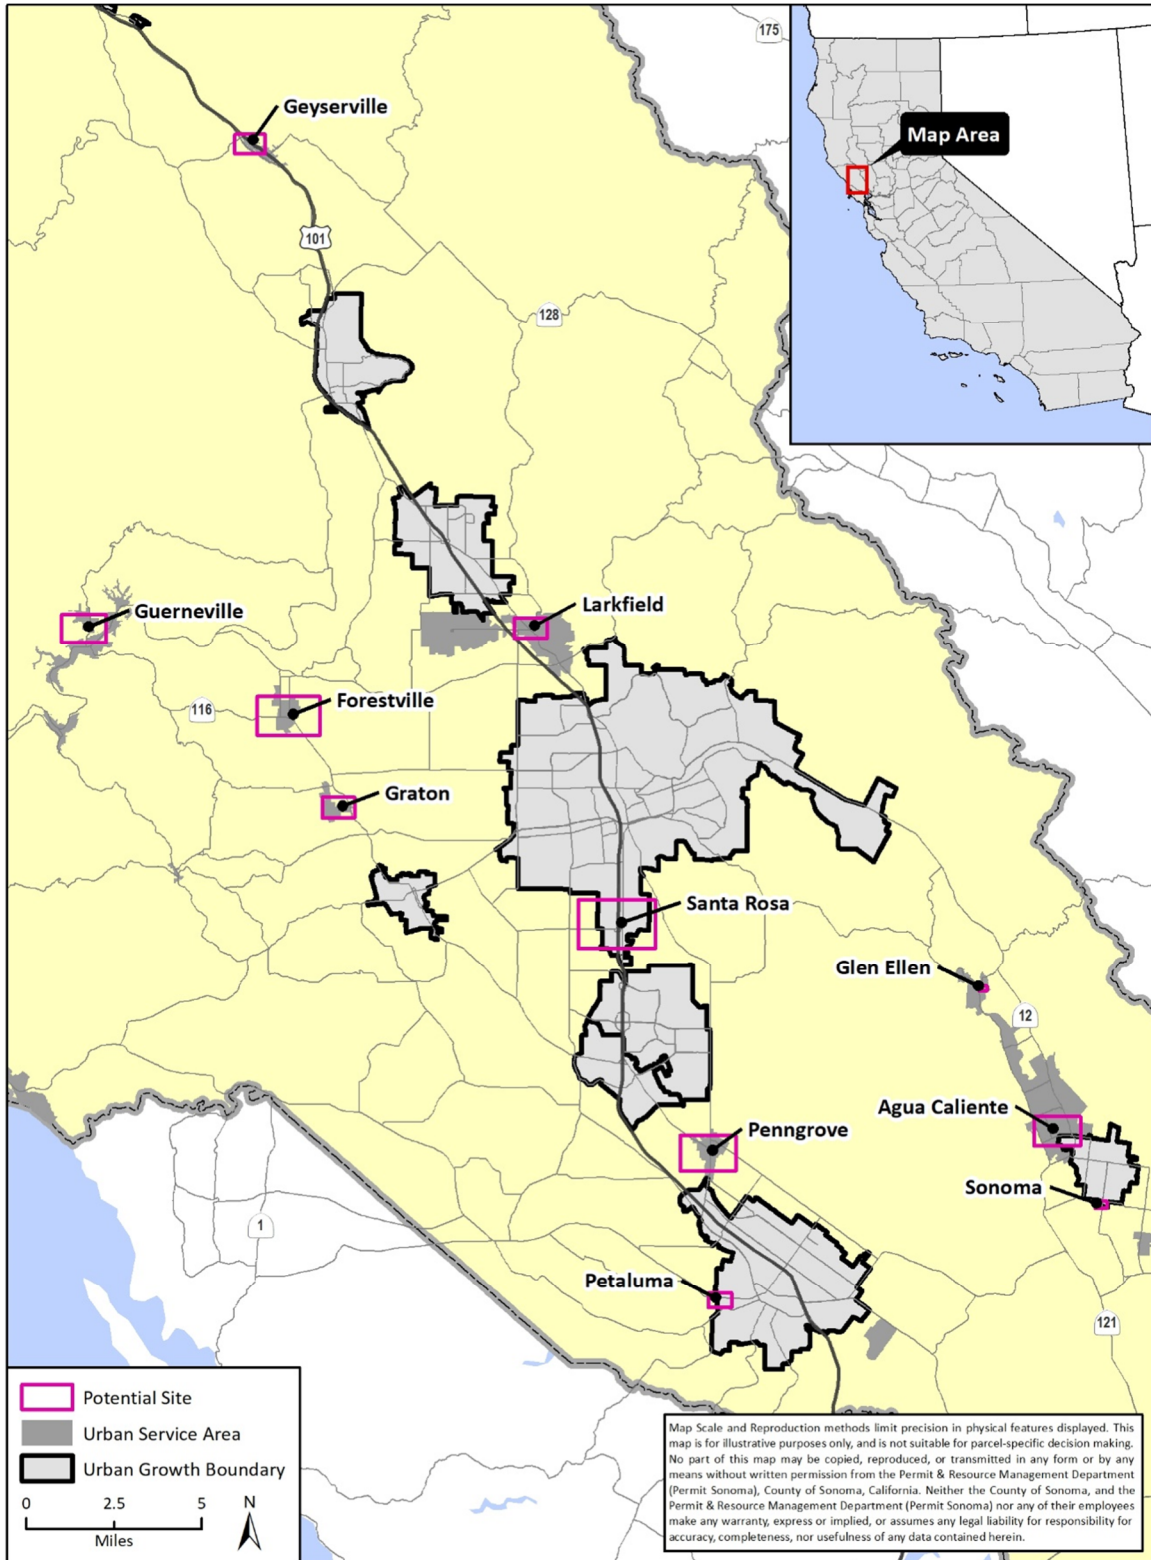 175
Map Area
Geyserville
101
128
Guerneville
Larkfield
116
Forestville
Graton
Santa Rosa
Glen Ellen
12
Agua Caliente
Penngrove
Sonoma
1
Petaluma
121
Potential Site
Urban Service Area
Urban Growth Boundary
0 2.5 5
Miles
N
Map Scale and Reproduction methods limit precision in physical features displayed. This
map is for illustrative purposes only, and is not suitable for parcel-specific decision making.
No part of this map may be copied, reproduced, or transmitted in any form or by any
means without written permission from the Permit & Resource Management Department
(Permit Sonoma), County of Sonoma, California. Neither the County of Sonoma, and the
Permit & Resource Management Department (Permit Sonoma) nor any of their employees
make any warranty, express or implied, or assumes any legal liability for responsibility for
accuracy, completeness, nor usefulness of any data contained herein.